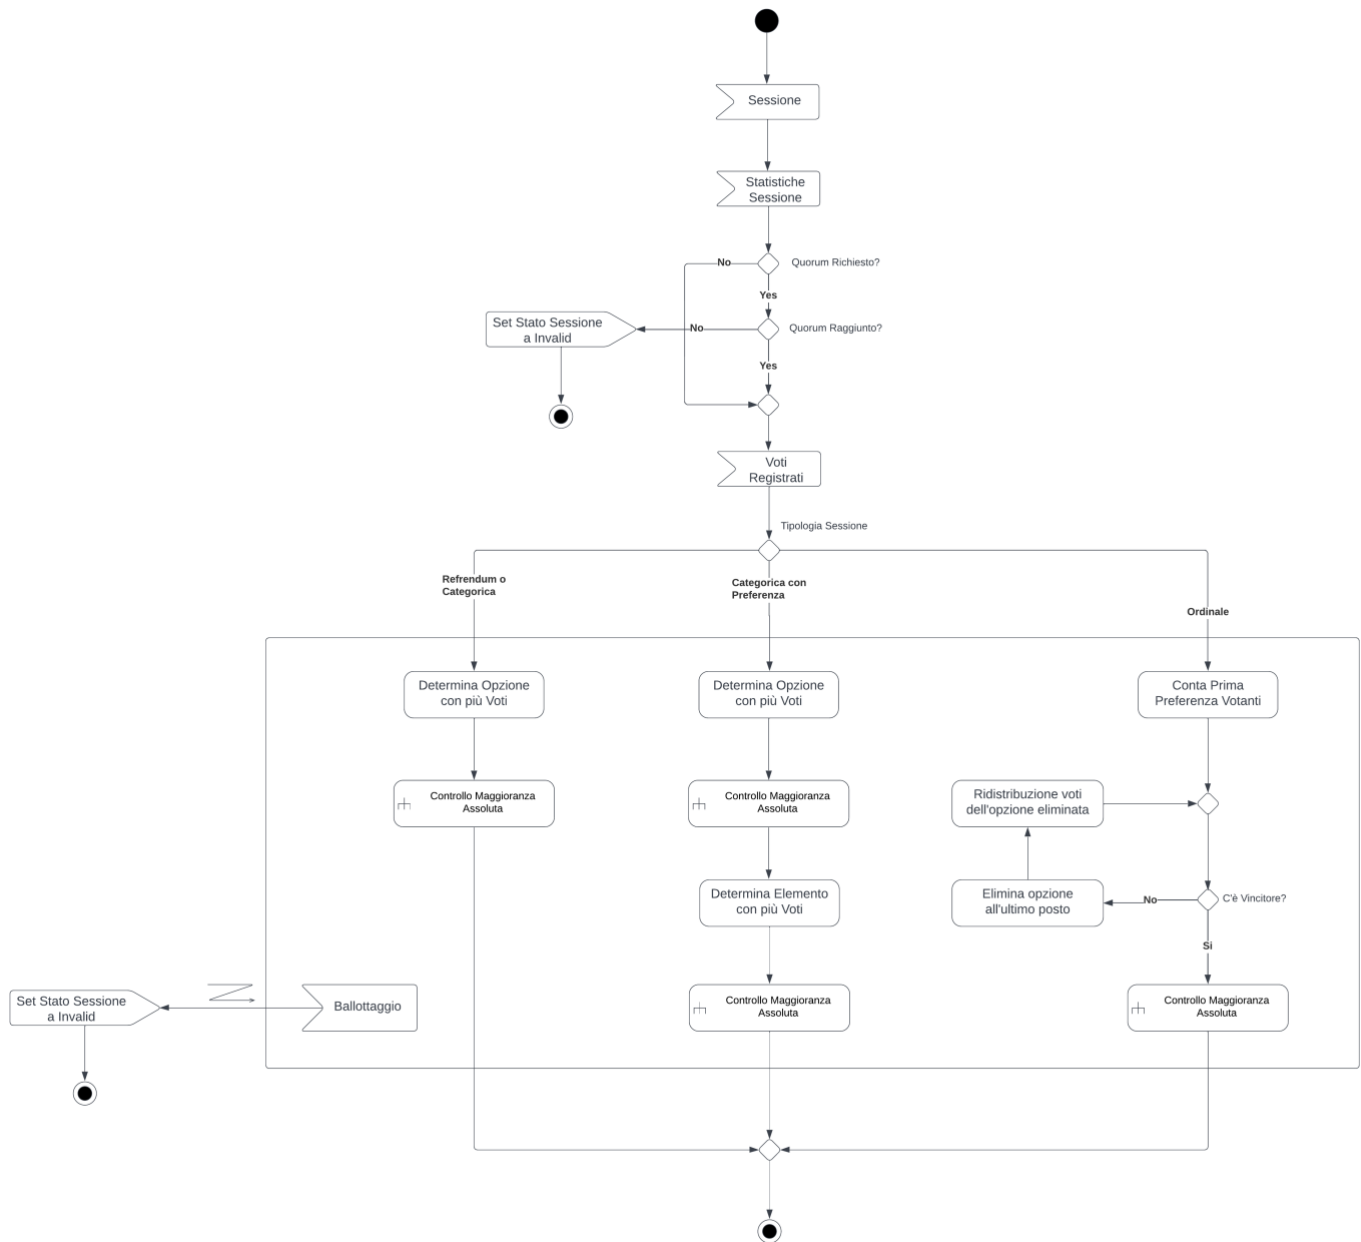 Sessione
Statistiche
Sessione
No
Quorum Richiesto?
Yes
Set Stato Sessione
a Invalid
No
Quorum Raggiunto?
Yes
Voti
Registrati
Tipologia Sessione
Refrendum o
Categorica
Categorica con
Preferenza
Ordinale
Determina Opzione
con più Voti
Determina Opzione
con più Voti
Conta Prima
Preferenza Votanti
Controllo Maggioranza
Assoluta
Controllo Maggioranza
Assoluta
Ridistribuzione voti
dell'opzione eliminata
Determina Elemento
con più Voti
Elimina opzione
all'ultimo posto
No
C'è Vincitore?
Si
Set Stato Sessione
a Invalid
Ballottaggio
Controllo Maggioranza
Assoluta
Controllo Maggioranza
Assoluta